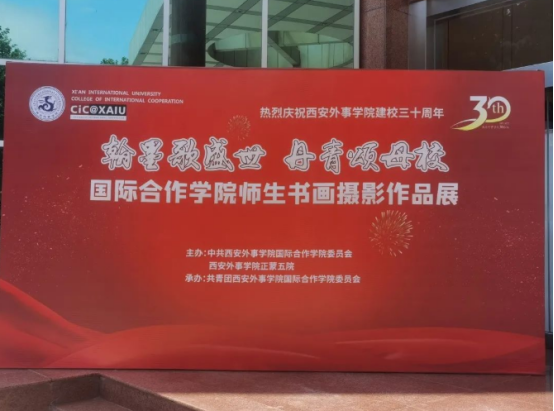 XI'AN INTERNATIONAL UNIVERSITY
COLLEGE OF INTERNATIONAL COOPERATION
CiC@XAIU
热烈庆祝西安外事学院建校三十周年
30th
翰墨歌盛世 丹青颂母校
国际合作学院师生书画摄影作品展
主办：中共西安外事学院国际合作学院委员会
西安外事学院正蒙五院
承办：共青团西安外事学院国际合作学院委员会